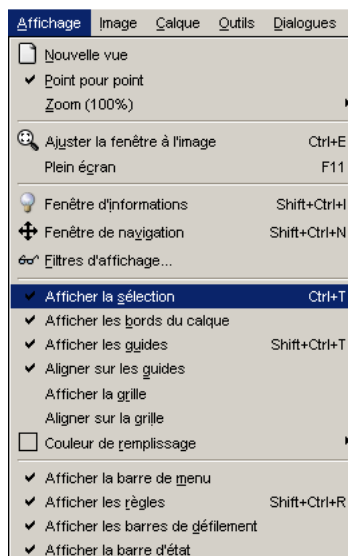 Affichage Image Calque Outils Dialogues
Nouvelle vue
Point pour point
Zoom (100%)
Ajuster la fenêtre à l'image Ctrl+E
Plein écran F11
Fenêtre d'informations Shift+Ctrl+I
Fenêtre de navigation Shift+Ctrl+N
Filtres d'affichage...
Afficher la sélection Ctrl+T
Afficher les bords du calque
Afficher les guides Shift+Ctrl+T
Aligner sur les guides
Afficher la grille
Aligner sur la grille
Couleur de remplissage
Afficher la barre de menu
Afficher les règles Shift+Ctrl+R
Afficher les barres de défilement
Afficher la barre d'état